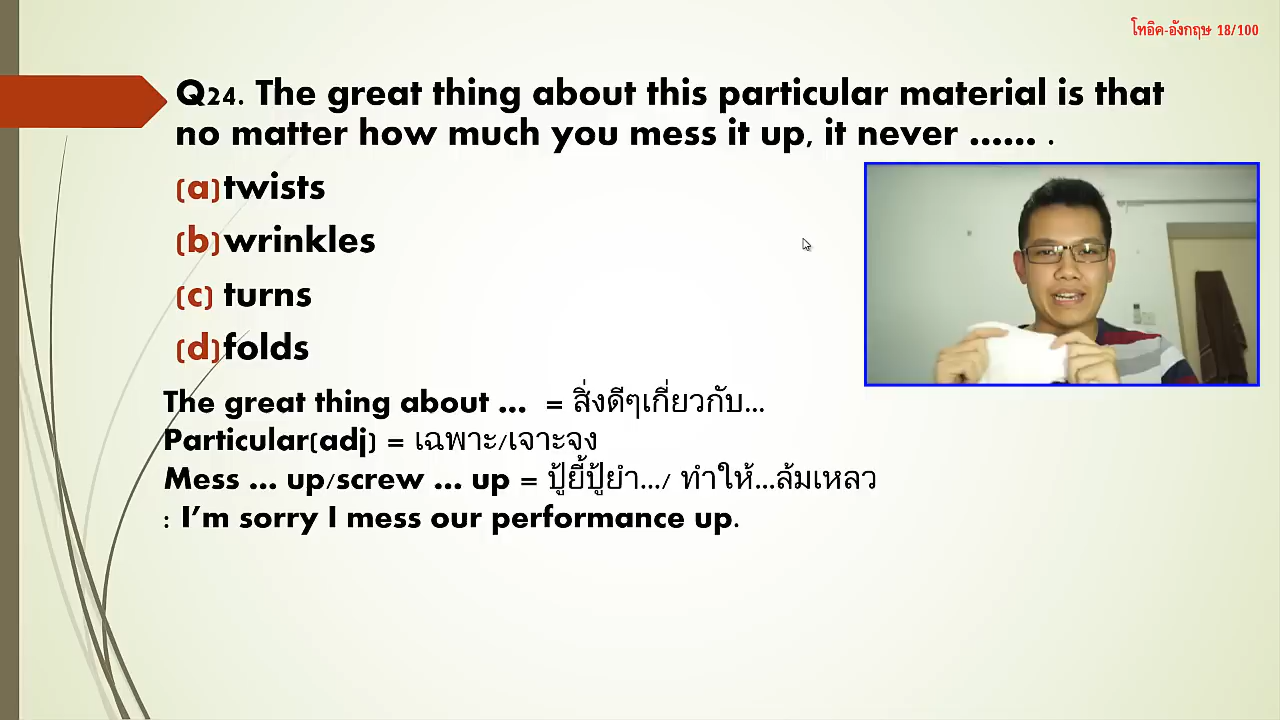 โทอิค-อังกฤษ 18/100
Q24. The great thing about this particular material is that
no matter how much you mess it up, it never ...... .
(a)twists
(b)wrinkles
(c) turns
(d)folds
The great thing about ... = สิ่งดีๆเกี่ยวกับ...
Particular(adj) = เฉพาะ/เจาะจง
Mess ... up/screw ... up = ปู้ยี้ปู้ยำ.../ ทำให้...ล้มเหลว
: I'm sorry I mess our performance up.